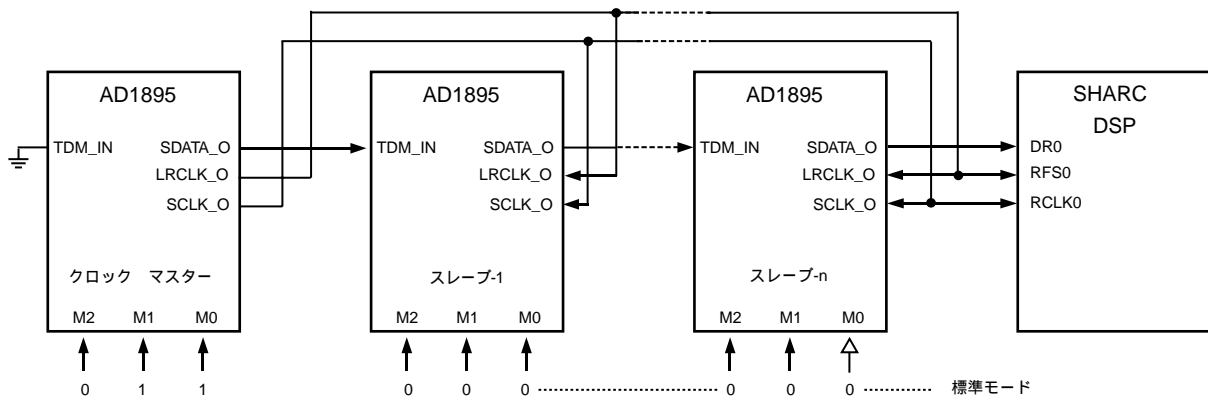 AD1895 AD1895 AD1895 SHARC
DSP
TDM_IN SDATA_O TDM_IN SDATA_O TDM_IN SDATA_O DR0
LRCLK_O LRCLK_O LRCLK_O RFS0
SCLK_O SCLK_O SCLK_O RCLK0
クロック マスター スレーブ-1 スレーブ-n
M2 M1 M0 M2 M1 M0 M2 M1 M0
0 1 1 0 0 0 0 0 0 標準モード